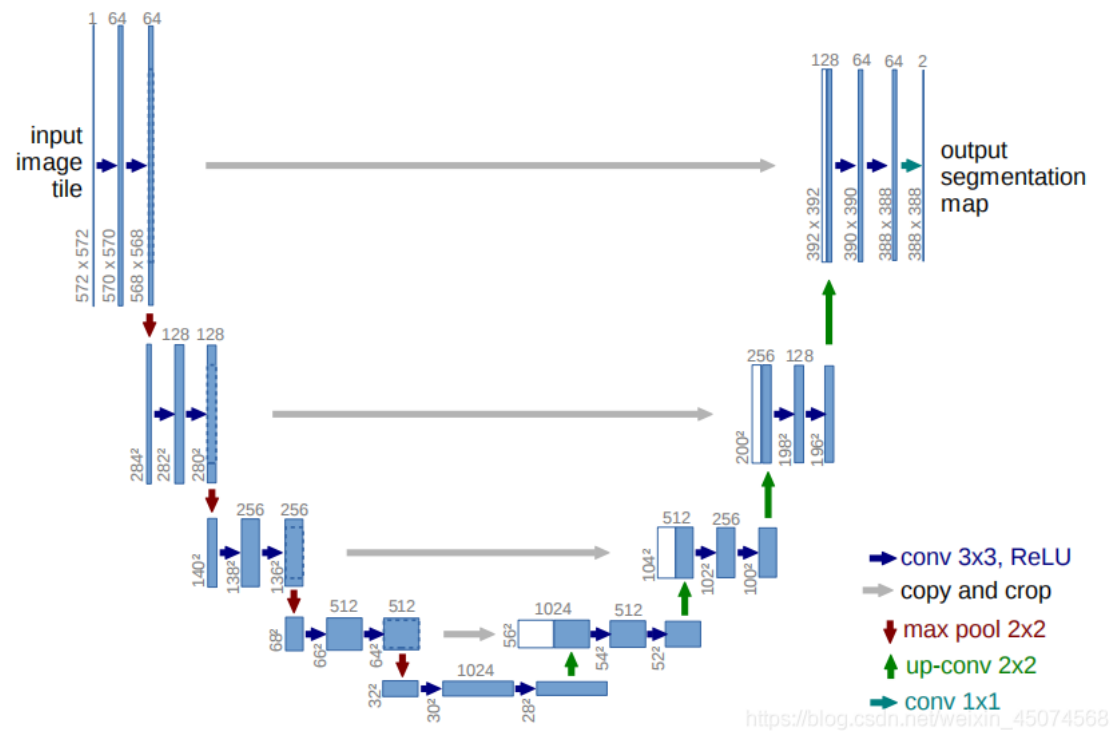 1 64 64
128 64 64 2
input
image
tile
output
segmentation
map
572 x 572
570 x 570
568 x 568
392 x 392
390 x 390
388 x 388
388 x 388
128 128
256 128
284²
282²
280²
200²
198²
196²
256 256
512 256
140²
138²
136²
104²
102²
100²
512 512
1024 512
68²
66²
64²
56²
54²
52²
1024
32²
30²
28²
conv 3x3, ReLU
copy and crop
max pool 2x2
up-conv 2x2
conv 1x1
https://blog.csdn.net/weixin_45074568